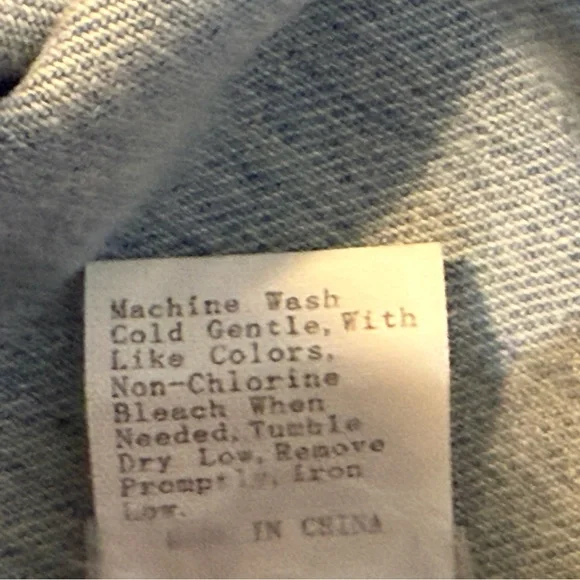 Machine Wash
Cold Gentle, With
Like Colors,
Non-Chlorine
Bleach When
Needed, Tumble
Dry Low, Remove
Promptly, iron
Low.
IN CHINA